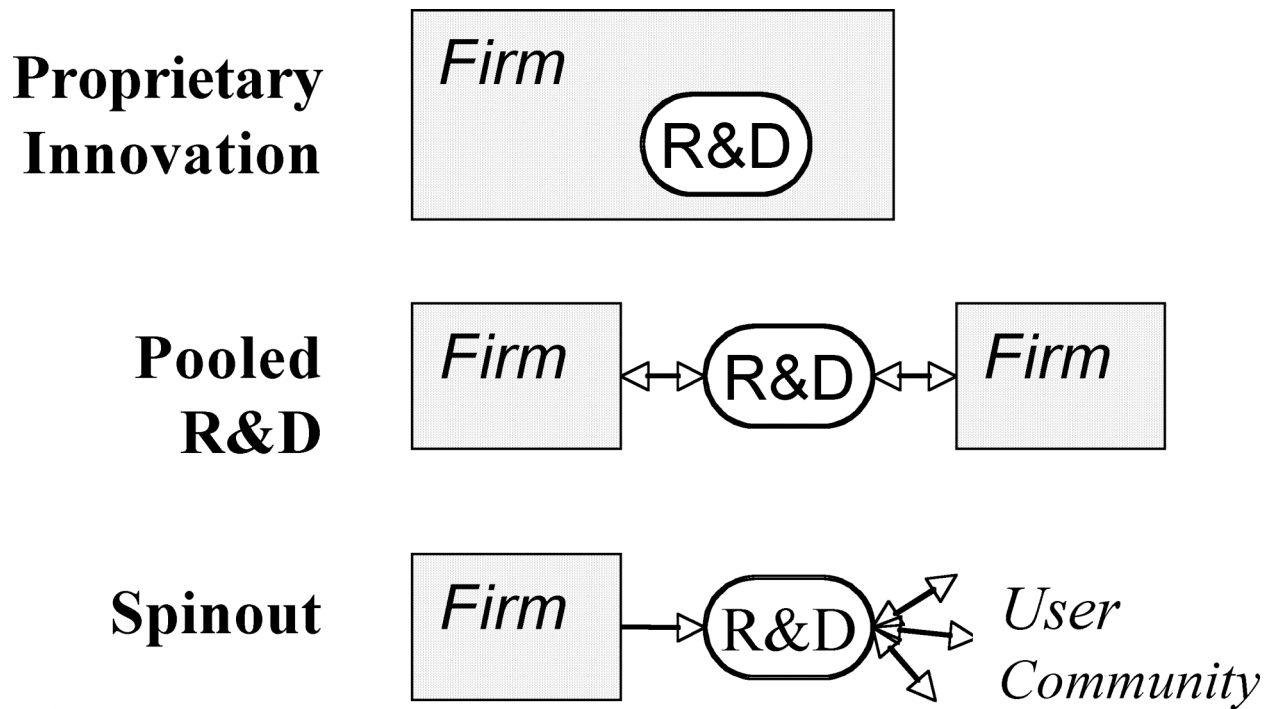 Proprietary
Innovation
Firm
R&D
Pooled
R&D
Firm
R&D
Firm
Spinout
Firm
R&D
User
Community